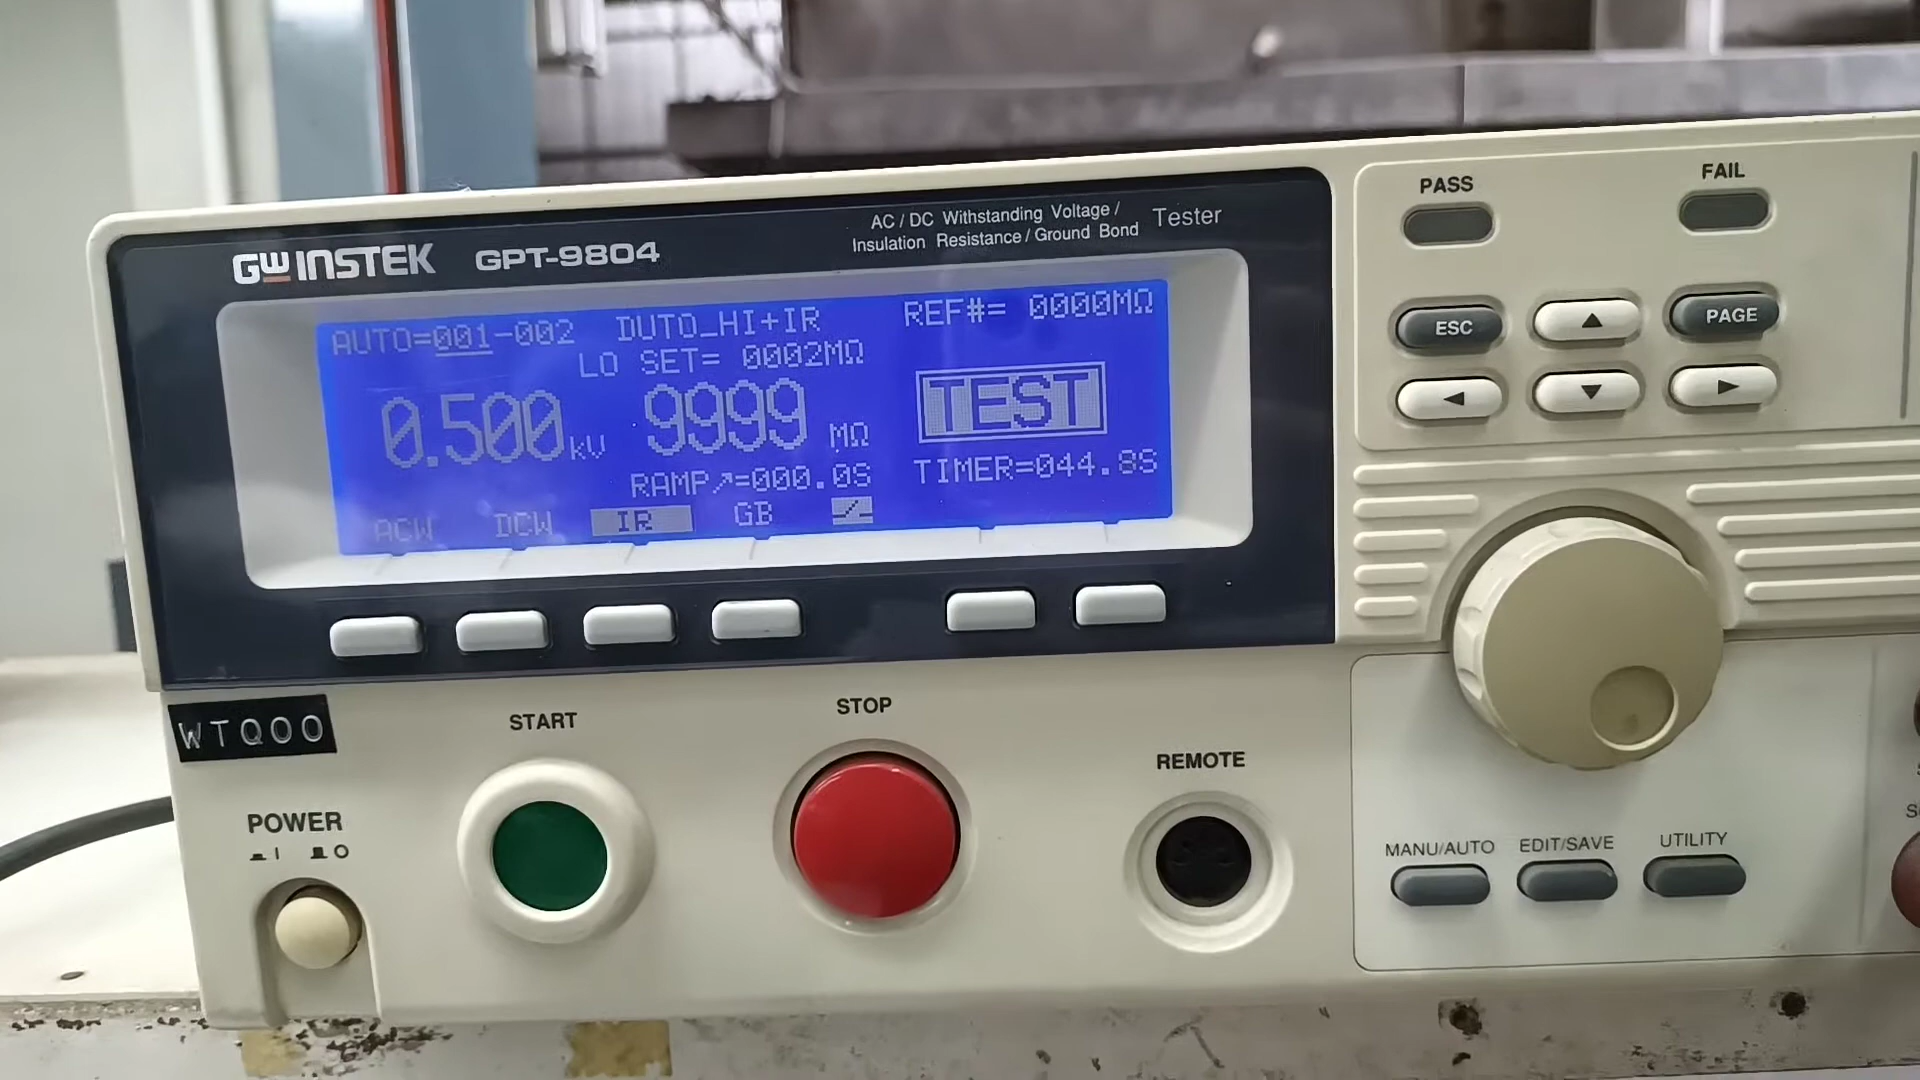 GW INSTEK GPT-9804
AC / DC Withstanding Voltage /
Insulation Resistance / Ground Bond
Tester
AUTO=001-002 DUTO_HI+IR REF#= 0000MΩ
LO SET= 0002MΩ
0.500kV 9999 MΩ TEST
RAMP↗=000.0S TIMER=044.8S
ACW DCW IR GB
PASS
FAIL
ESC ▲ PAGE
◀ ▼ ▶
WTQ00
START
STOP
REMOTE
POWER
I O
MANU/AUTO EDIT/SAVE UTILITY